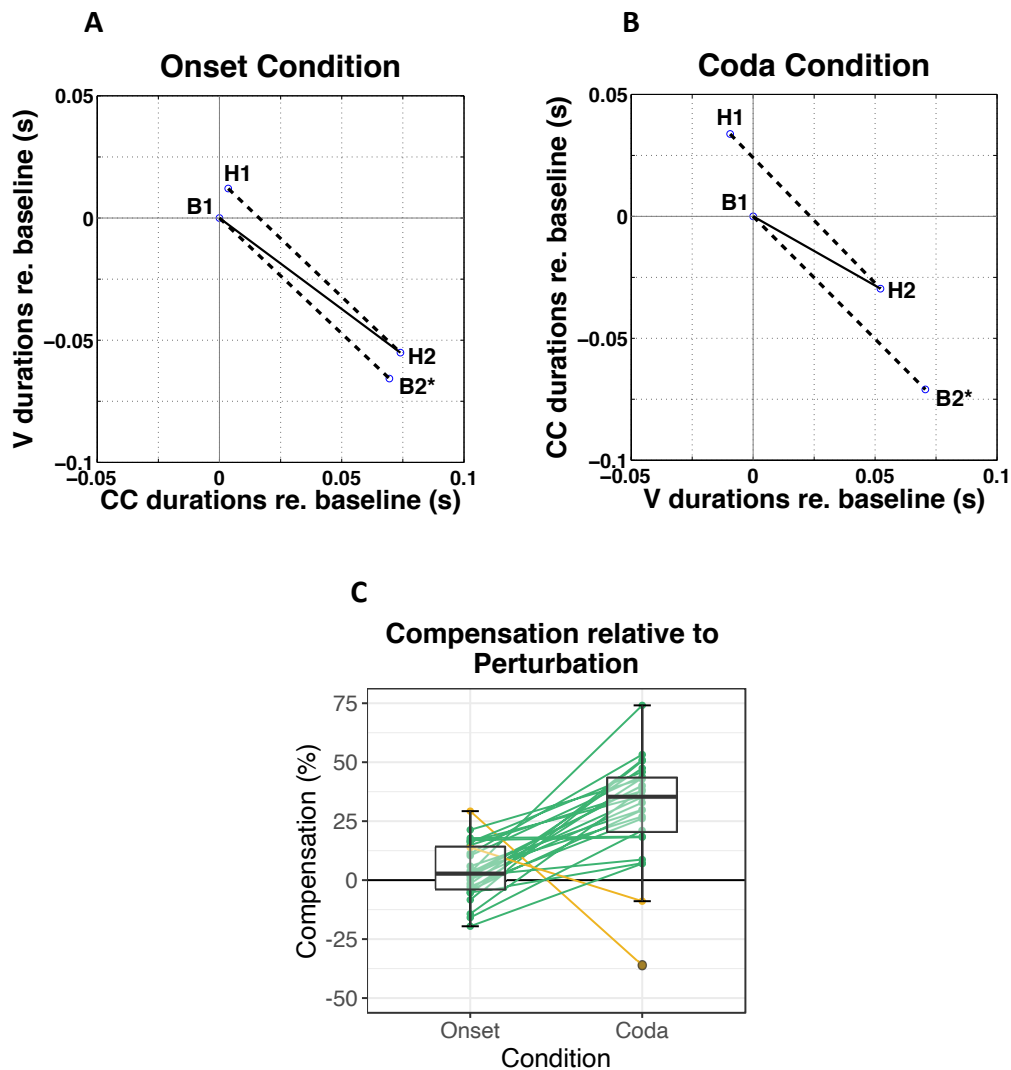 A
Onset Condition
V durations re. baseline (s)
0.05
0
−0.05
−0.1
H1
B1
H2
B2*
−0.05
0
0.05
0.1
CC durations re. baseline (s)
B
Coda Condition
CC durations re. baseline (s)
0.05
0
−0.05
−0.1
H1
B1
H2
B2*
−0.05
0
0.05
0.1
V durations re. baseline (s)
C
Compensation relative to
Perturbation
Compensation (%)
75
50
25
0
-25
-50
Onset
Coda
Condition